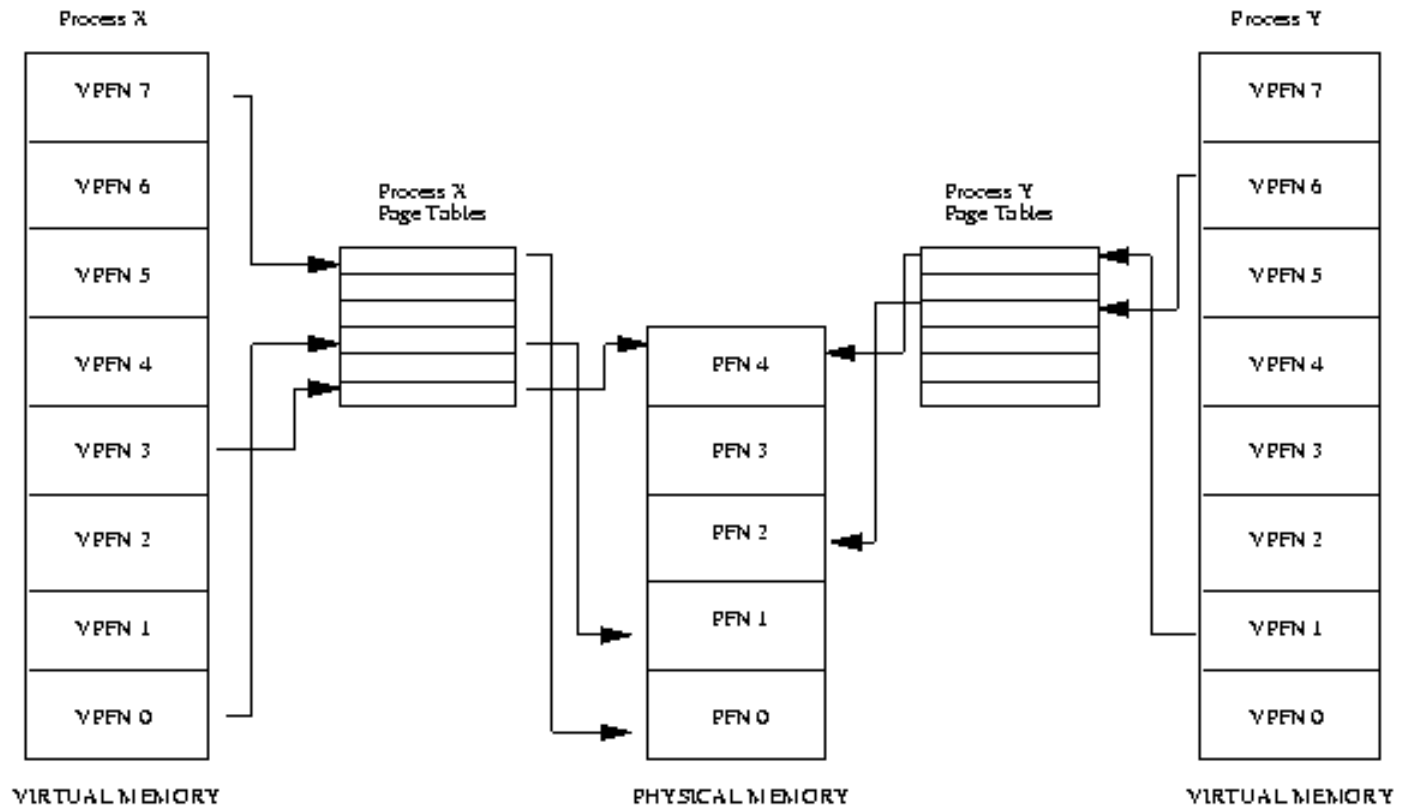 Process X
Process Y
VPFN 7
VPFN 6
VPFN 5
VPFN 4
VPFN 3
VPFN 2
VPFN 1
VPFN 0
VIRTUAL MEMORY
Process X
Page Tables
PFN 4
PFN 3
PFN 2
PFN 1
PFN 0
PHYSICAL MEMORY
Process Y
Page Tables
VPFN 7
VPFN 6
VPFN 5
VPFN 4
VPFN 3
VPFN 2
VPFN 1
VPFN 0
VIRTUAL MEMORY